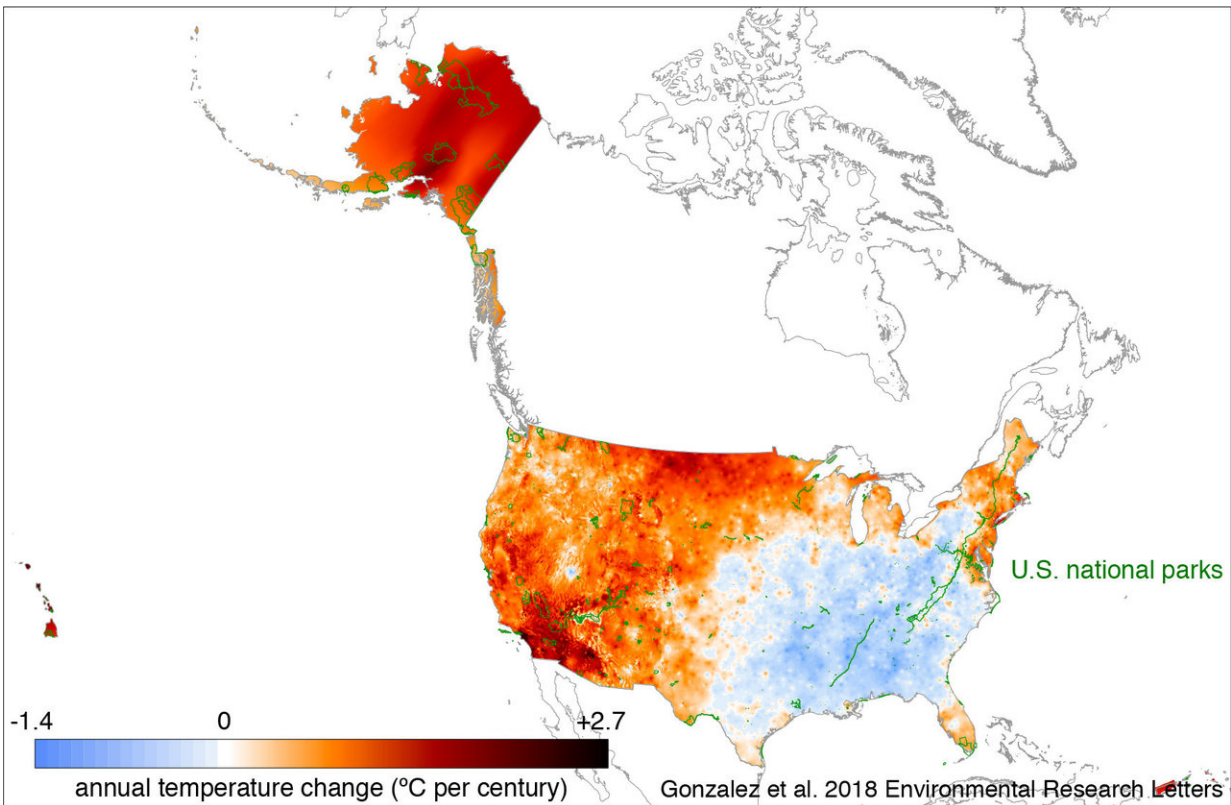 U.S. national parks
-1.4 0 +2.7
annual temperature change (ºC per century)
Gonzalez et al. 2018 Environmental Research Letters